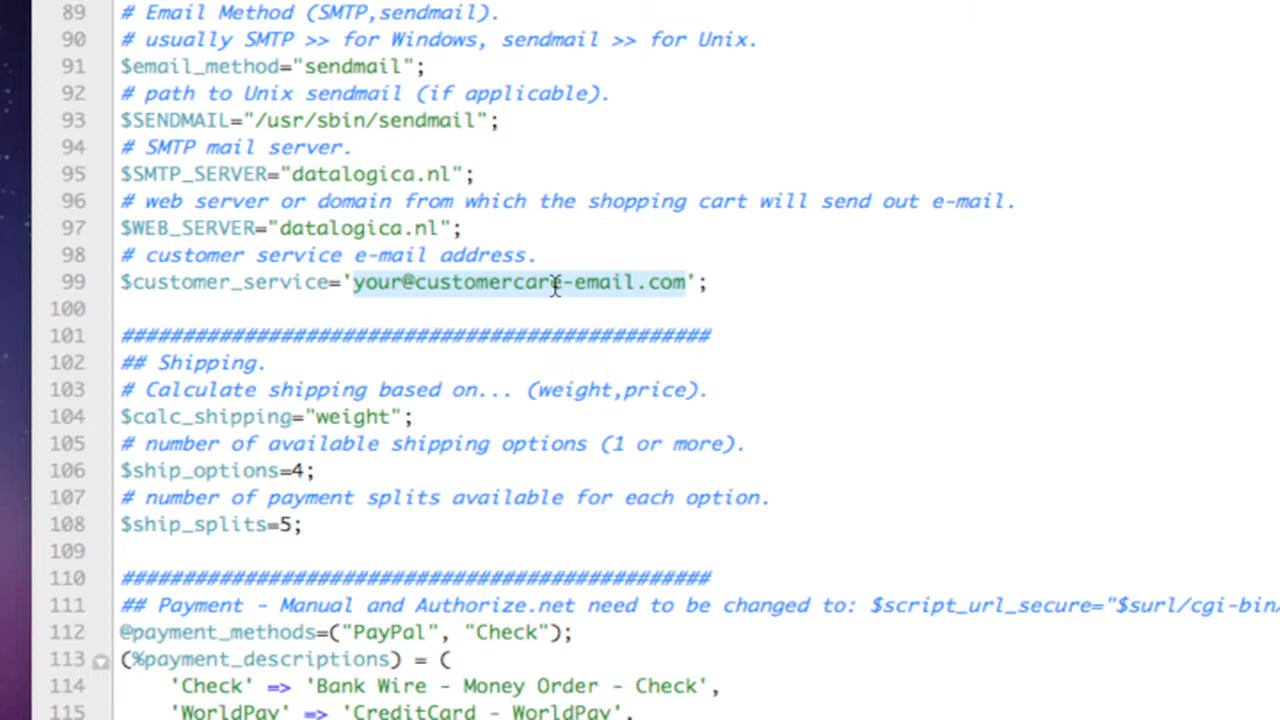 89 # Email Method (SMTP,sendmail).
90 # usually SMTP >> for Windows, sendmail >> for Unix.
91 $email_method="sendmail";
92 # path to Unix sendmail (if applicable).
93 $SENDMAIL="/usr/sbin/sendmail";
94 # SMTP mail server.
95 $SMTP_SERVER="datalogica.nl";
96 # web server or domain from which the shopping cart will send out e-mail.
97 $WEB_SERVER="datalogica.nl";
98 # customer service e-mail address.
99 $customer_service='your@customercare-email.com';
100
101 ################################################
102 ## Shipping.
103 # Calculate shipping based on... (weight,price).
104 $calc_shipping="weight";
105 # number of available shipping options (1 or more).
106 $ship_options=4;
107 # number of payment splits available for each option.
108 $ship_splits=5;
109
110 ################################################
111 ## Payment - Manual and Authorize.net need to be changed to: $script_url_secure="$surl/cgi-bin/
112 @payment_methods=("PayPal", "Check");
113 (%payment_descriptions) = (
114 'Check' => 'Bank Wire - Money Order - Check',
115 'WorldPay' => 'CreditCard - WorldPay',